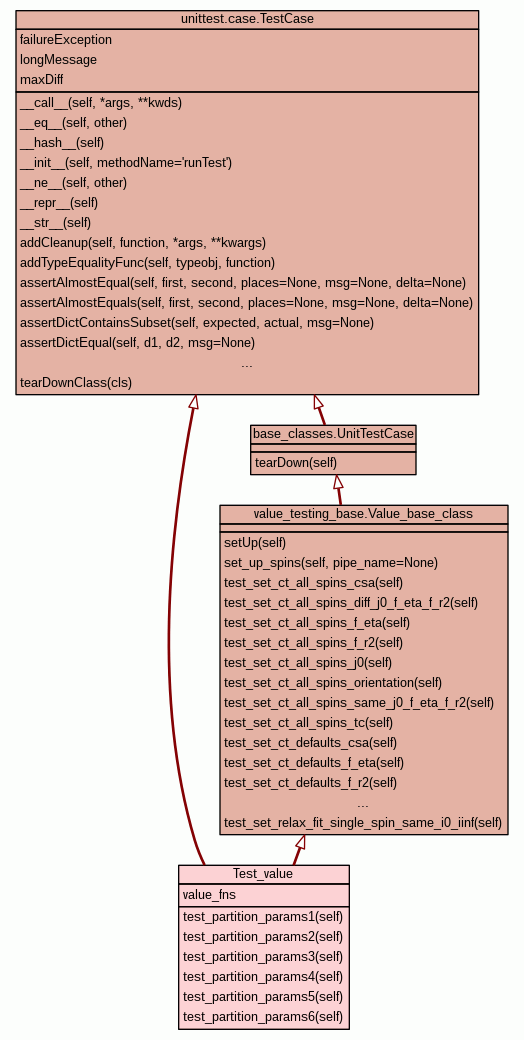 unittest.case.TestCase
failureException
longMessage
maxDiff
__call__(self, *args, **kwds)
__eq__(self, other)
__hash__(self)
__init__(self, methodName='runTest')
__ne__(self, other)
__repr__(self)
__str__(self)
addCleanup(self, function, *args, **kwargs)
addTypeEqualityFunc(self, typeobj, function)
assertAlmostEqual(self, first, second, places=None, msg=None, delta=None)
assertAlmostEquals(self, first, second, places=None, msg=None, delta=None)
assertDictContainsSubset(self, expected, actual, msg=None)
assertDictEqual(self, d1, d2, msg=None)
...
tearDownClass(cls)
base_classes.UnitTestCase
tearDown(self)
value_testing_base.Value_base_class
setUp(self)
set_up_spins(self, pipe_name=None)
test_set_ct_all_spins_csa(self)
test_set_ct_all_spins_diff_j0_f_eta_f_r2(self)
test_set_ct_all_spins_f_eta(self)
test_set_ct_all_spins_f_r2(self)
test_set_ct_all_spins_j0(self)
test_set_ct_all_spins_orientation(self)
test_set_ct_all_spins_same_j0_f_eta_f_r2(self)
test_set_ct_all_spins_tc(self)
test_set_ct_defaults_csa(self)
test_set_ct_defaults_f_eta(self)
test_set_ct_defaults_f_r2(self)
...
test_set_relax_fit_single_spin_same_i0_iinf(self)
Test_value
value_fns
test_partition_params1(self)
test_partition_params2(self)
test_partition_params3(self)
test_partition_params4(self)
test_partition_params5(self)
test_partition_params6(self)